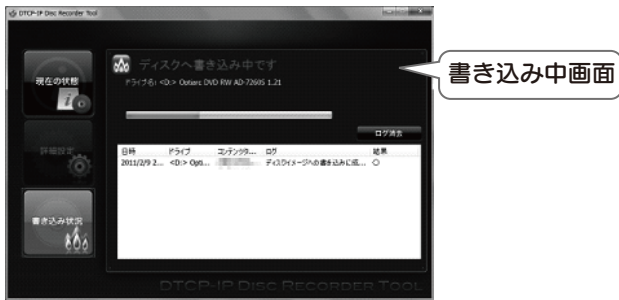 DTCP-IP Disc Recorder Tool
現在の状態
ディスクへ書き込み中です
ドライブ名: <D:> Optiarc DVD RW AD-7260S 1.21
書き込み中画面
ログ消去
詳細設定
日時 ドライブ コンテンツタ... ログ 結果
2011/2/9 2... <D:> Opti... ディスクイメージへの書き込みに成... ○
書き込み状況
DTCP-IP DISC RECORDER TOOL